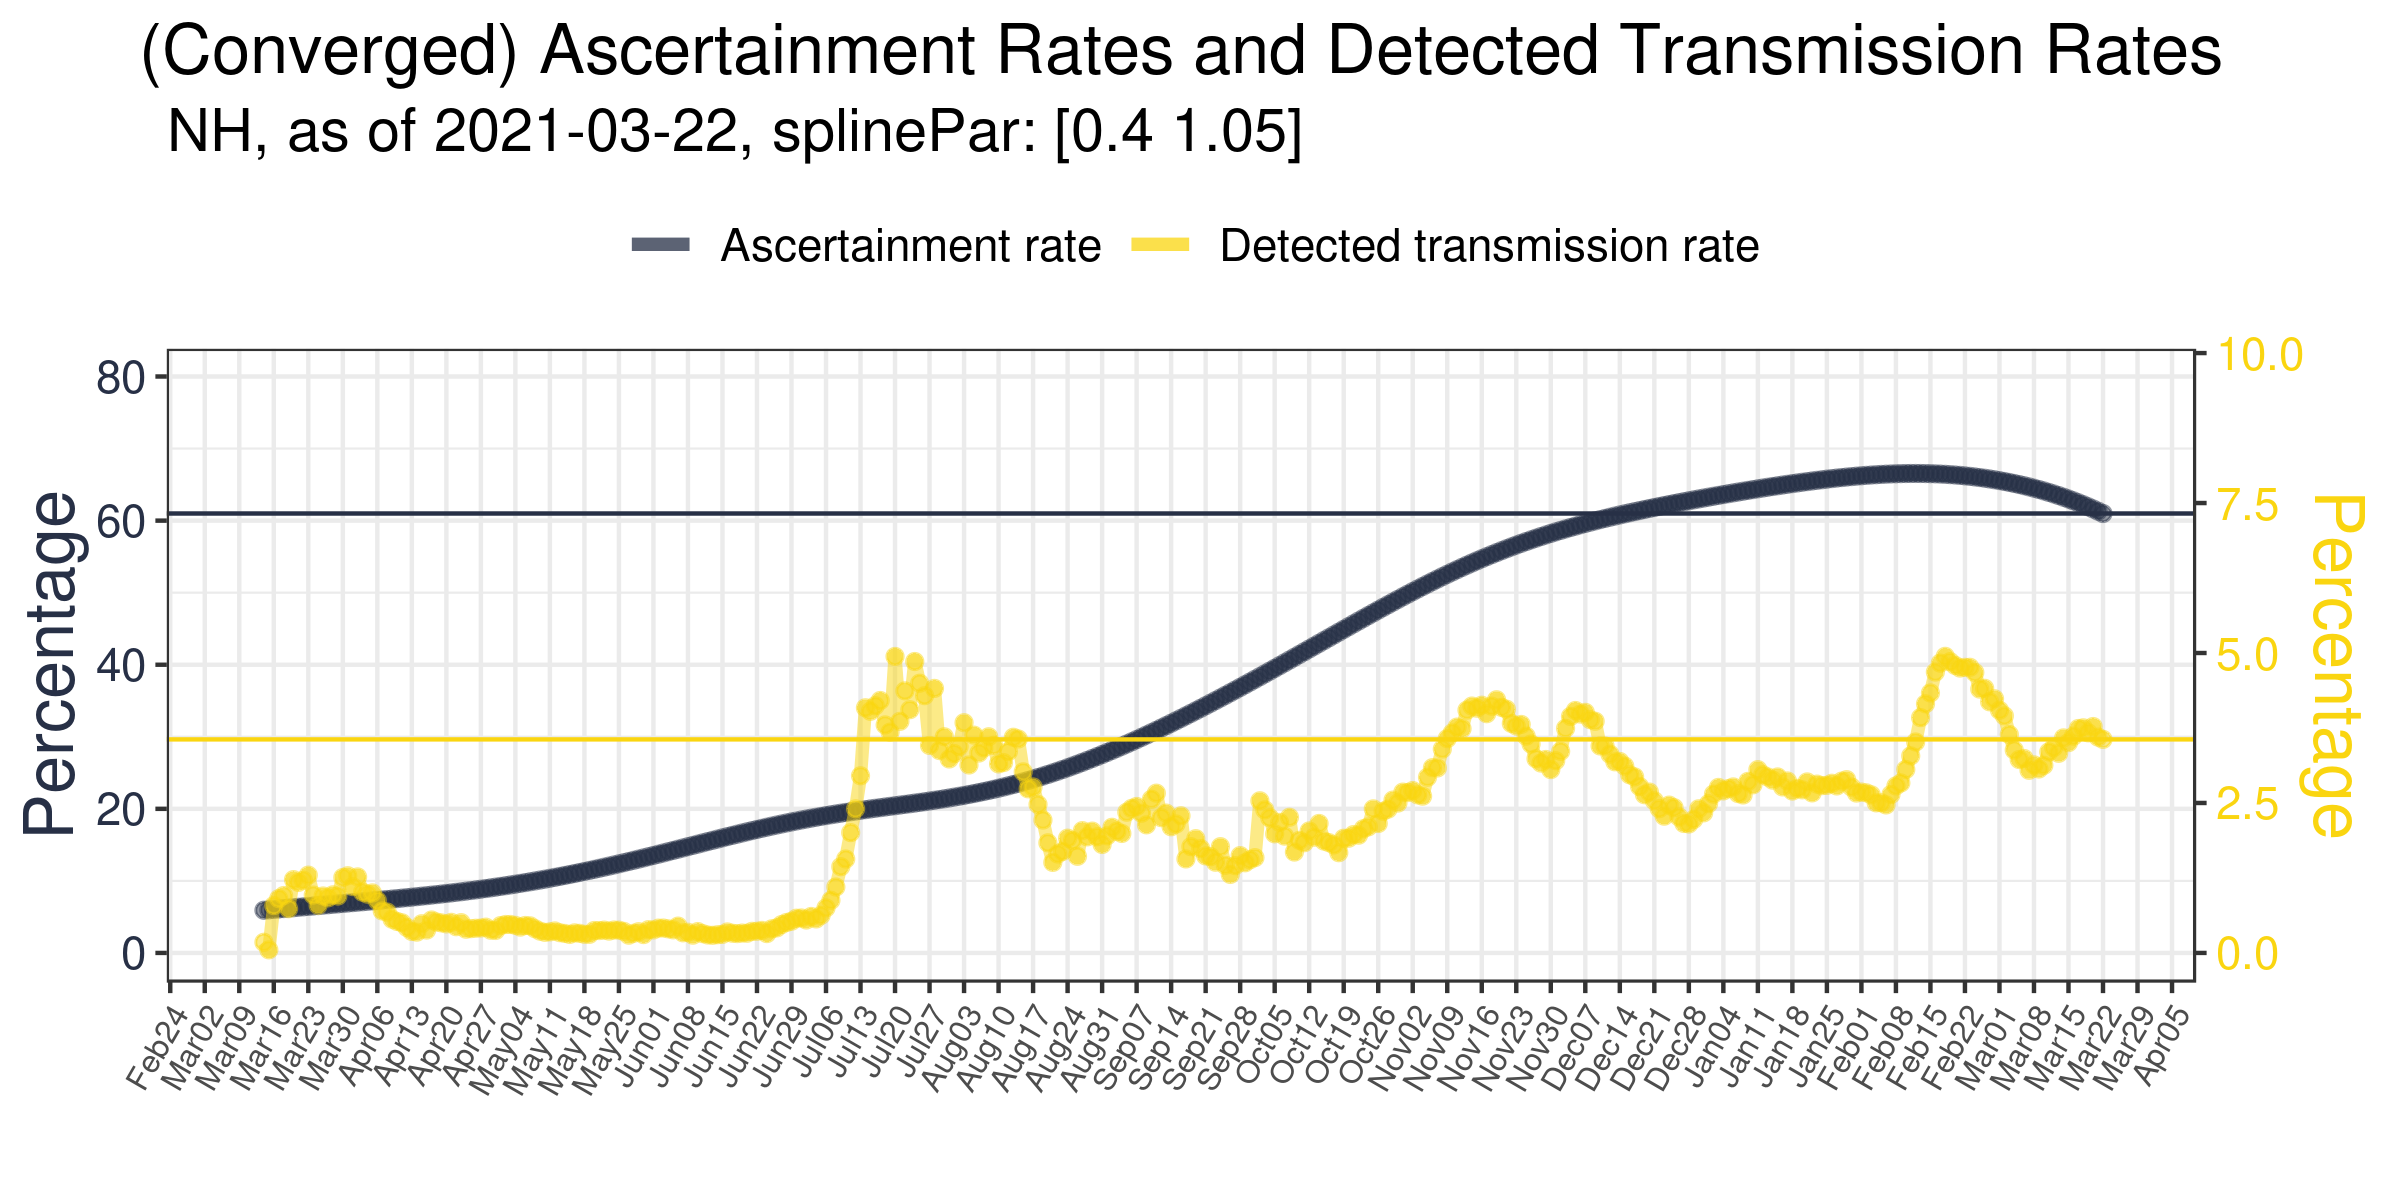 (Converged) Ascertainment Rates and Detected Transmission Rates
NH, as of 2021-03-22, splinePar: [0.4 1.05]
Ascertainment rate Detected transmission rate
Percentage
80
60
40
20
0
10.0
7.5
5.0
2.5
0.0
Percentage
Feb24 Mar02 Mar09 Mar16 Mar23 Mar30 Apr06 Apr13 Apr20 Apr27 May04 May11 May18 May25 Jun01 Jun08 Jun15 Jun22 Jun29 Jul06 Jul13 Jul20 Jul27 Aug03 Aug10 Aug17 Aug24 Aug31 Sep07 Sep14 Sep21 Sep28 Oct05 Oct12 Oct19 Oct26 Nov02 Nov09 Nov16 Nov23 Nov30 Dec07 Dec14 Dec21 Dec28 Jan04 Jan11 Jan18 Jan25 Feb01 Feb08 Feb15 Feb22 Mar01 Mar08 Mar15 Mar22 Mar29 Apr05